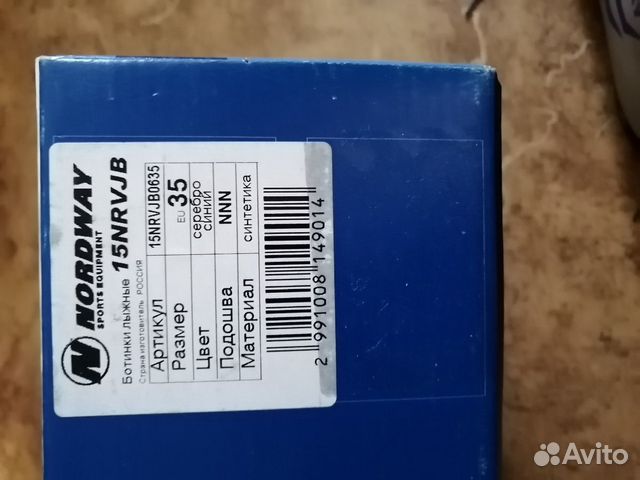 NORDWAY
SPORTS EQUIPMENT
Ботинки лыжные 15NRVJB
Страна изготовитель РОССИЯ
Артикул 15NRVJB0635
Размер EU 35
Цвет серебро синий
Подошва NNN
Материал синтетика
2 991008 149014
Avito